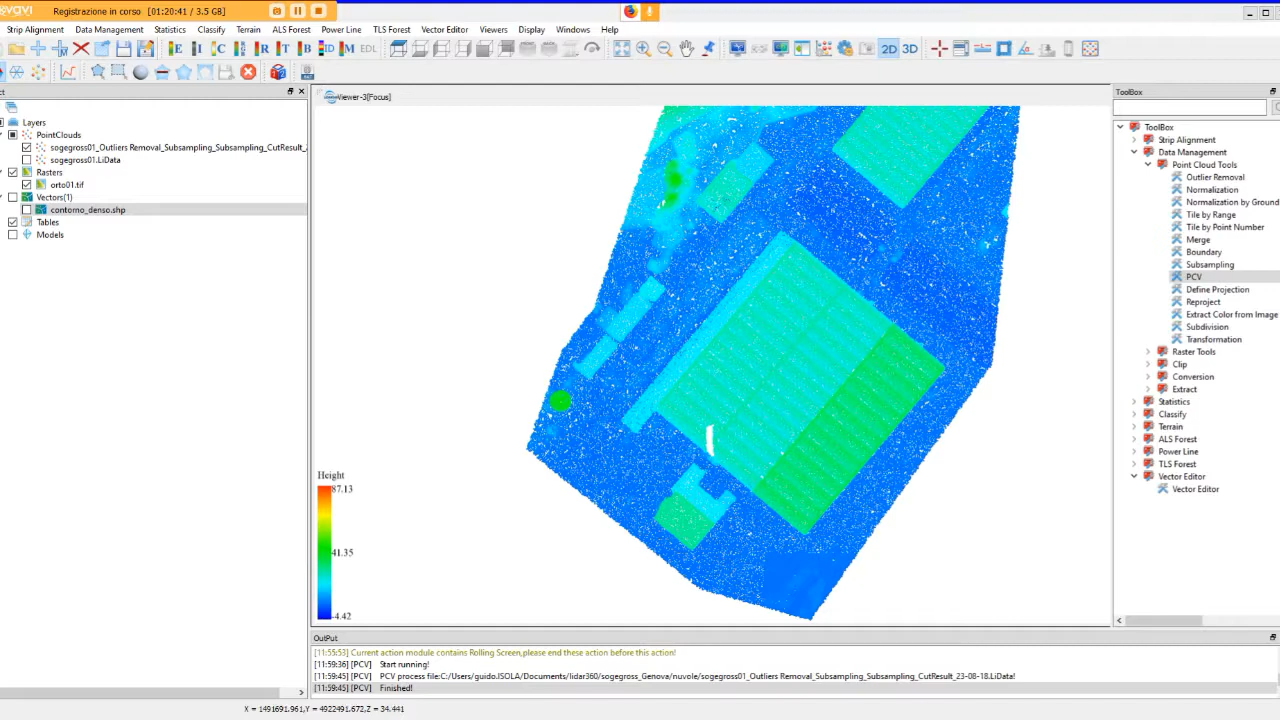 Registrazione in corso [01:20:41 / 3.5 GB]
Strip Alignment Data Management Statistics Classify Terrain ALS Forest Power Line TLS Forest Vector Editor Viewers Display Windows Help
E I C R T B ID M EDL 2D 3D
Viewer-3[Focus]
ToolBox
Layers
PointClouds
sogegross01_Outliers Removal_Subsampling_Subsampling_CutResult_2
sogegross01.LiData
Rasters
orto01.tif
Vectors(1)
contorno_denso.shp
Tables
Models
Height
87.13
41.35
-4.42
ToolBox
Strip Alignment
Data Management
Point Cloud Tools
Outlier Removal
Normalization
Normalization by Ground
Tile by Range
Tile by Point Number
Merge
Boundary
Subsampling
PCV
Define Projection
Reproject
Extract Color from Image
Subdivision
Transformation
Raster Tools
Clip
Conversion
Extract
Statistics
Classify
Terrain
ALS Forest
Power Line
TLS Forest
Vector Editor
Vector Editor
OutPut
[11:55:53] Current action module contains Rolling Screen,please end these action before this action!
[11:59:36] [PCV] Start running!
[11:59:45] [PCV] PCV process file:C:/Users/guido.ISOLA/Documents/lidar360/sogegross_Genova/nuvole/sogegross01_Outliers Removal_Subsampling_Subsampling_CutResult_23-08-18.LiData!
[11:59:45] [PCV] Finished!
X = 1491691.961,Y = 4922491.672,Z = 34.441